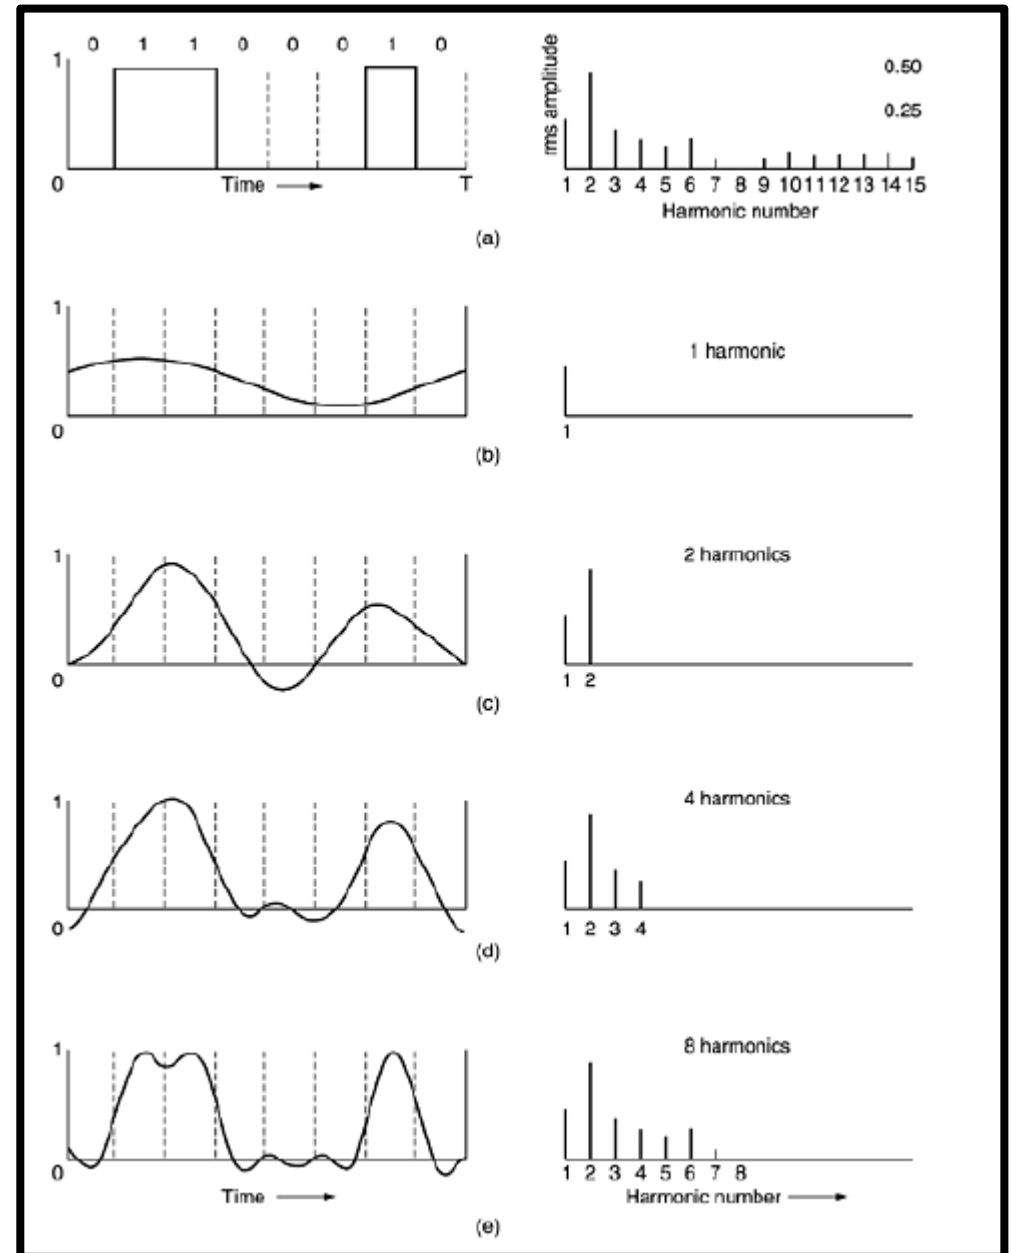 0 1 1 0 0 0 1 0
1
0 Time T
rms amplitude
0.50
0.25
1 2 3 4 5 6 7 8 9 10 11 12 13 14 15
Harmonic number
(a)
1
0
1 harmonic
1
(b)
1
0
2 harmonics
1 2
(c)
1
0
4 harmonics
1 2 3 4
(d)
1
0
Time
8 harmonics
1 2 3 4 5 6 7 8
Harmonic number
(e)